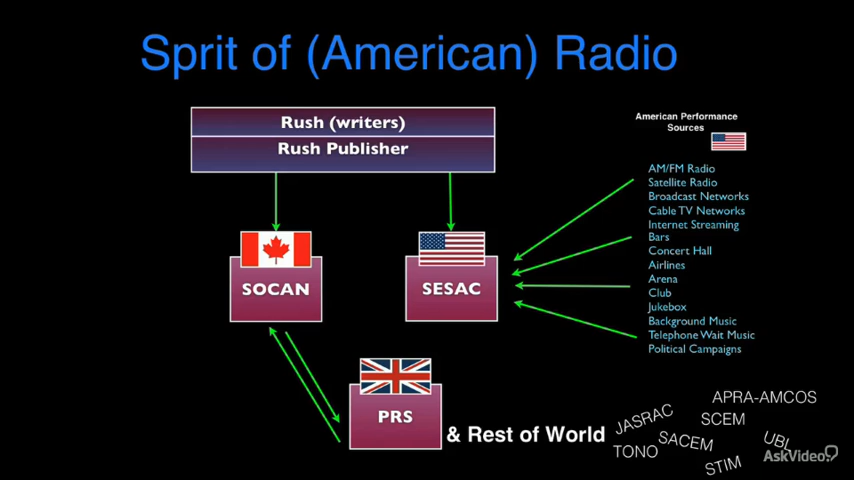 Sprit of (American) Radio
Rush (writers)
Rush Publisher
American Performance
Sources
AM/FM Radio
Satellite Radio
Broadcast Networks
Cable TV Networks
Internet Streaming
Bars
Concert Hall
Airlines
Arena
Club
Jukebox
Background Music
Telephone Wait Music
Political Campaigns
SOCAN
SESAC
PRS
& Rest of World
APRA-AMCOS
JASRAC
SCEM
TONO
SACEM
UBL
STIM
AskVideo